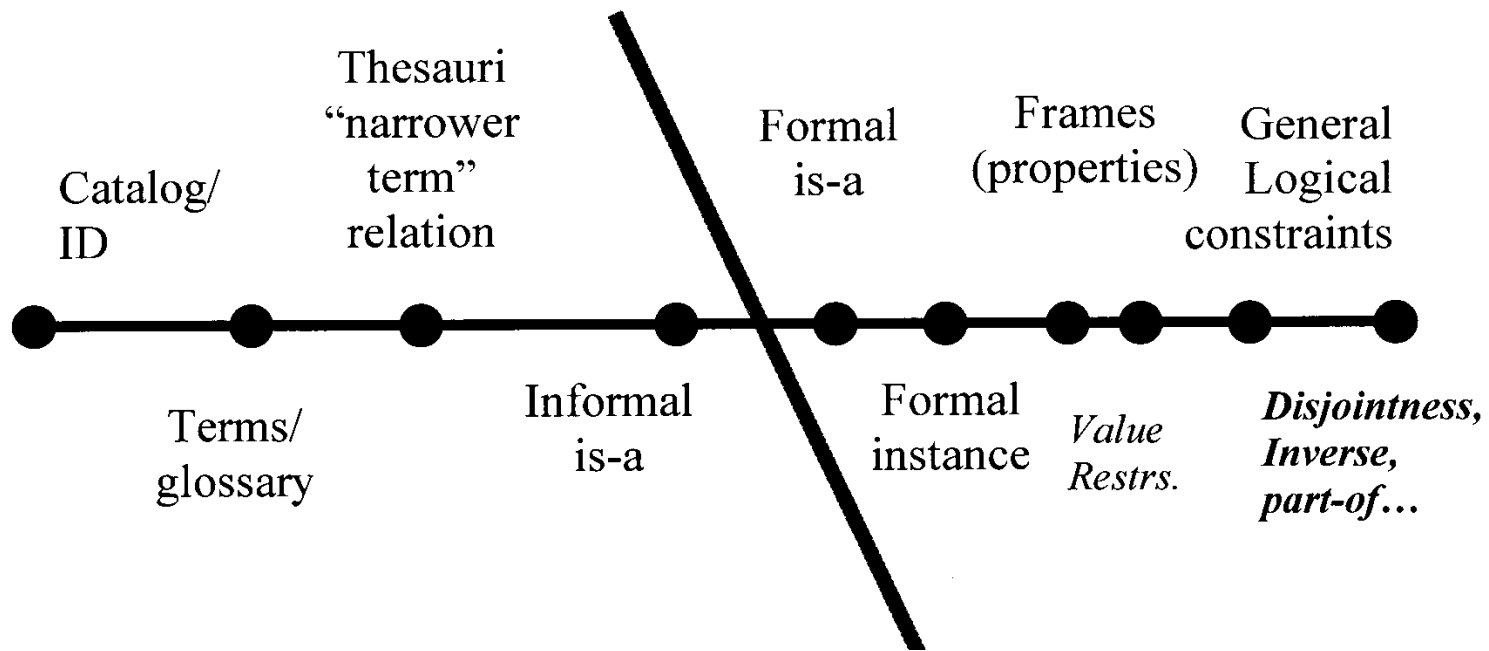 Catalog/
ID
Terms/
glossary
Thesauri
“narrower
term”
relation
Informal
is-a
Formal
is-a
Formal
instance
Frames
(properties)
Value
Restrs.
General
Logical
constraints
Disjointness,
Inverse,
part-of…